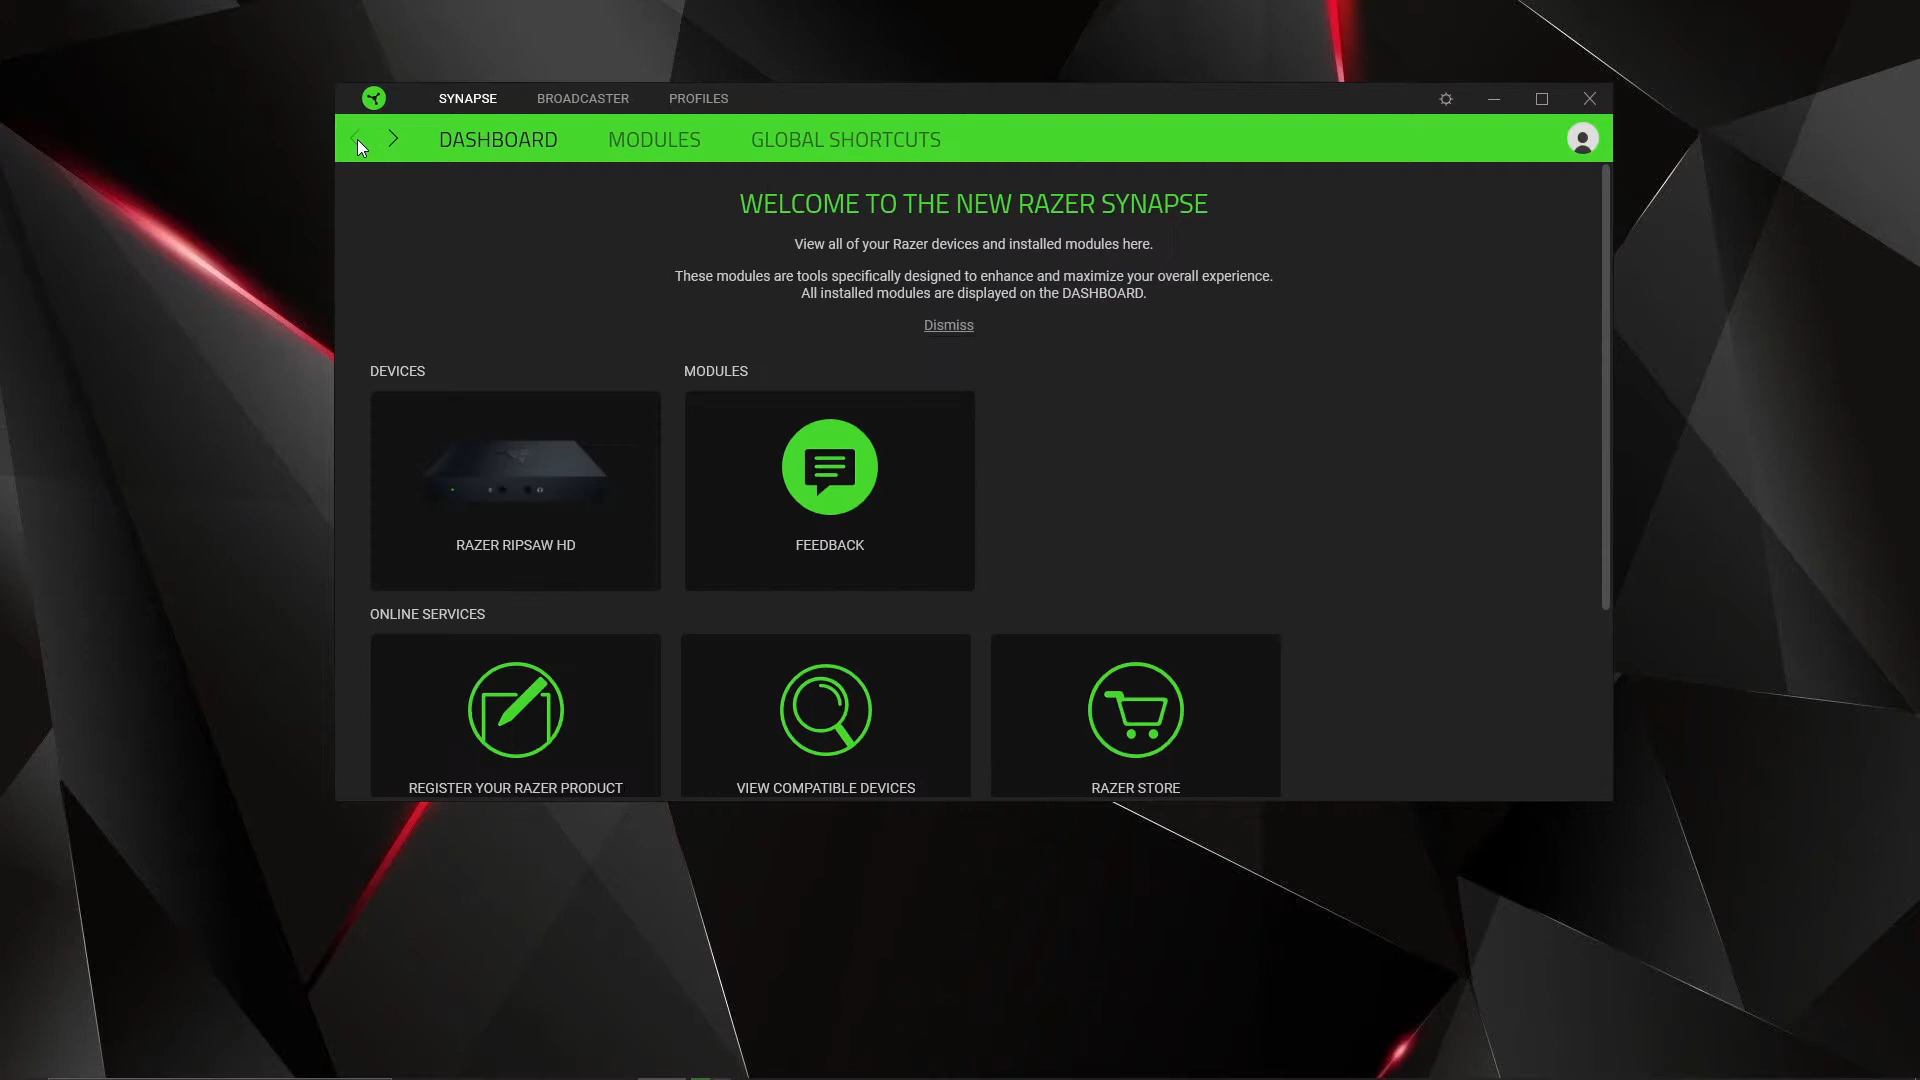 SYNAPSE BROADCASTER PROFILES
DASHBOARD MODULES GLOBAL SHORTCUTS
WELCOME TO THE NEW RAZER SYNAPSE
View all of your Razer devices and installed modules here.
These modules are tools specifically designed to enhance and maximize your overall experience.
All installed modules are displayed on the DASHBOARD.
Dismiss
DEVICES MODULES
RAZER RIPSAW HD FEEDBACK
ONLINE SERVICES
REGISTER YOUR RAZER PRODUCT VIEW COMPATIBLE DEVICES RAZER STORE